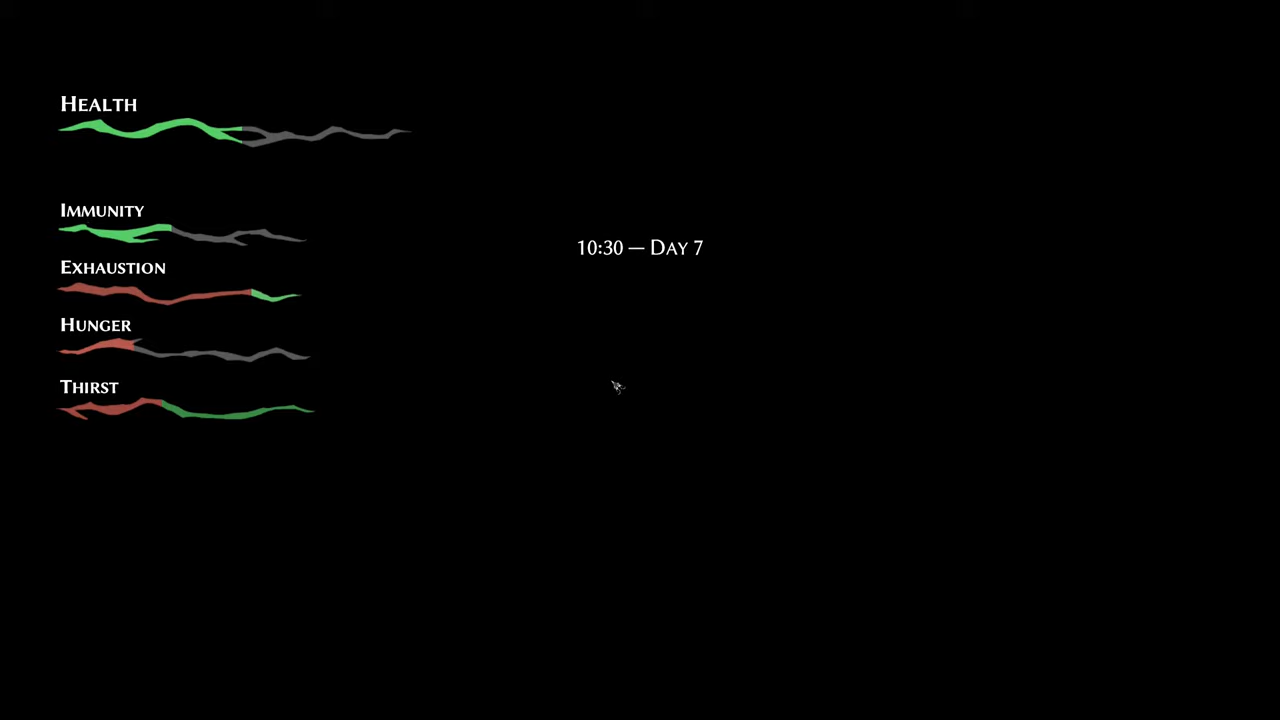 Health
Immunity
10:30 — Day 7
Exhaustion
Hunger
Thirst